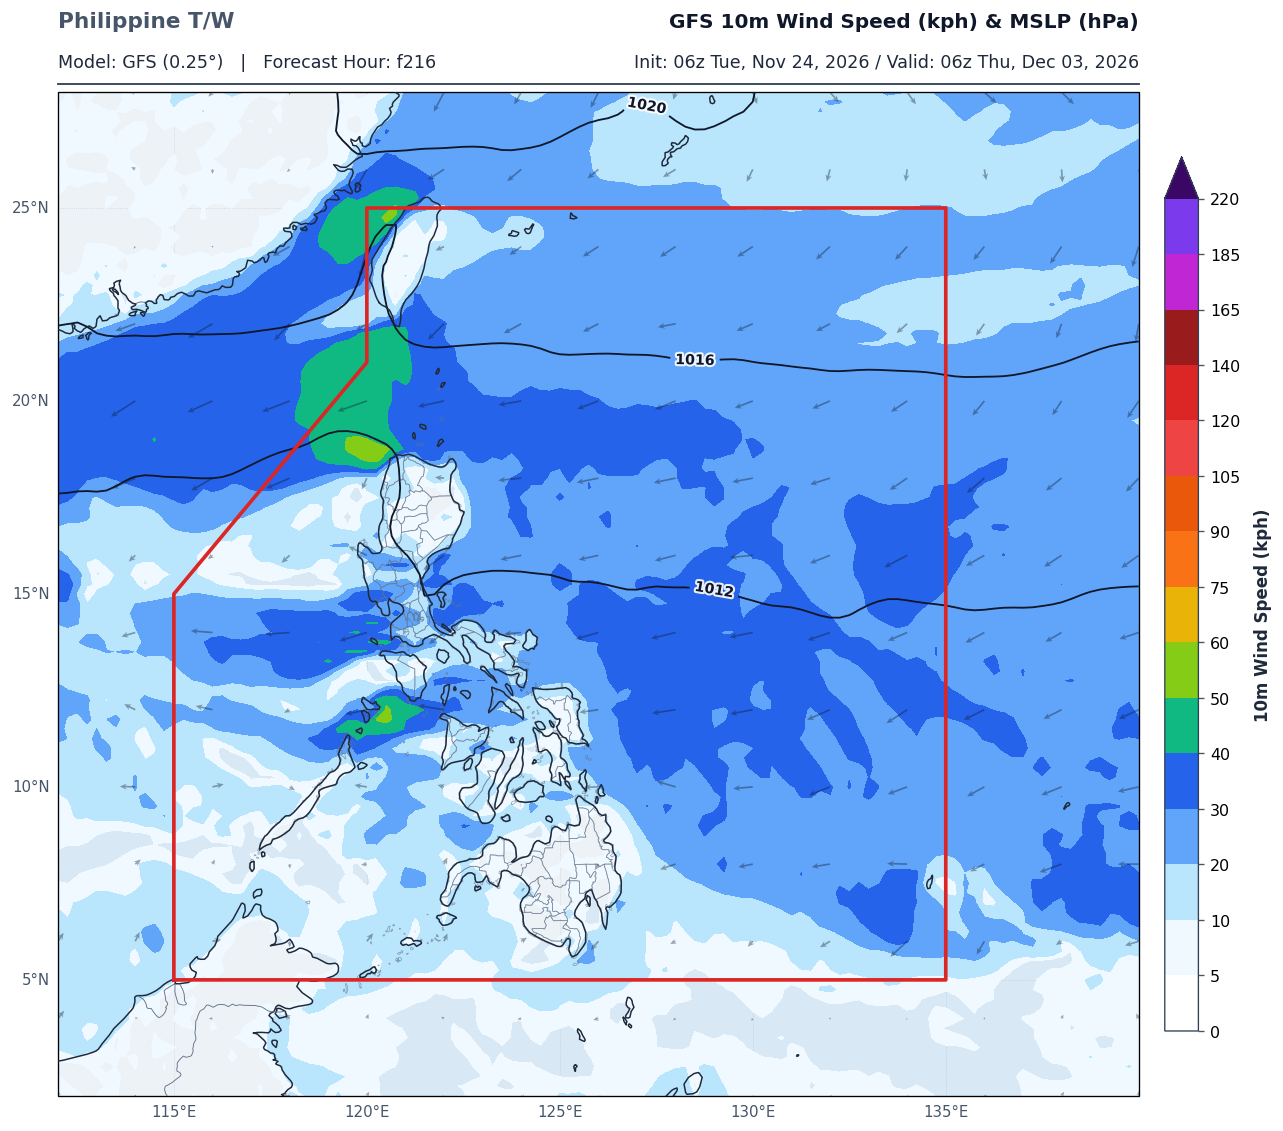 Philippine T/W
GFS 10m Wind Speed (kph) & MSLP (hPa)
Model: GFS (0.25°) | Forecast Hour: f216
Init: 06z Tue, Nov 24, 2026 / Valid: 06z Thu, Dec 03, 2026
1020
1016
1012
25°N
20°N
15°N
10°N
5°N
115°E
120°E
125°E
130°E
135°E
220
185
165
140
120
105
90
75
60
50
40
30
20
10
5
0
10m Wind Speed (kph)